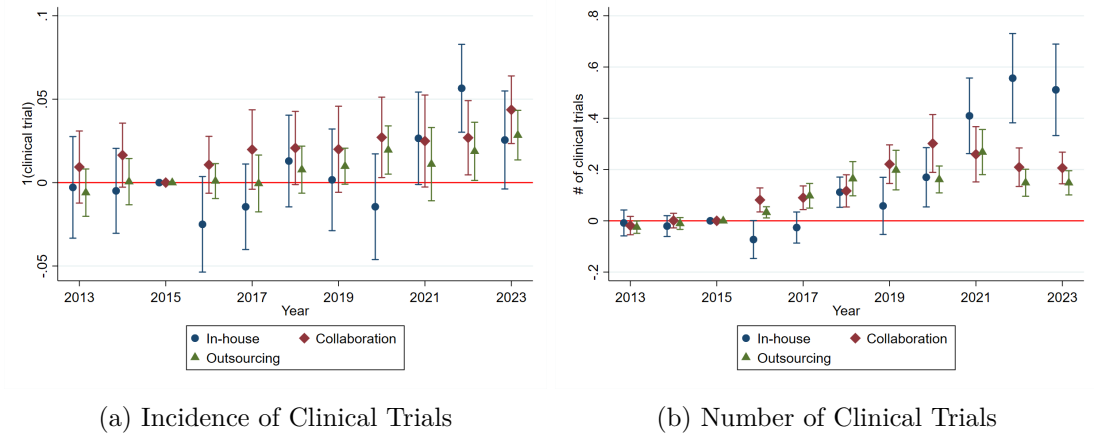 1(clinical trial)
.1
.05
0
-.05
2013 2015 2017 2019 2021 2023
Year
In-house Collaboration
Outsourcing
(a) Incidence of Clinical Trials
# of clinical trials
.8
.6
.4
.2
0
-.2
2013 2015 2017 2019 2021 2023
Year
In-house Collaboration
Outsourcing
(b) Number of Clinical Trials